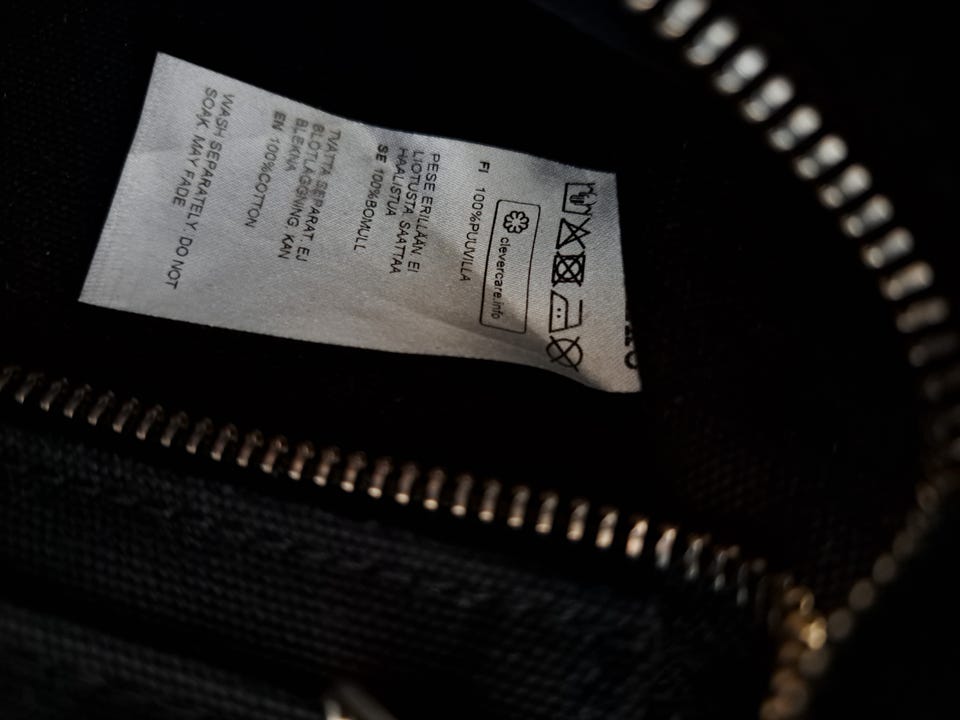 clevercare.info
FI 100%PUUVILLA
PESE ERILLÄÄN. EI
LIOTUSTA. SAATTAA
HAALISTUA
SE 100%BOMULL
TVÄTTA SEPARAT. EJ
BLÖTLÄGGNING. KAN
BLEKNA
EN 100%COTTON
WASH SEPARATELY. DO NOT
SOAK. MAY FADE